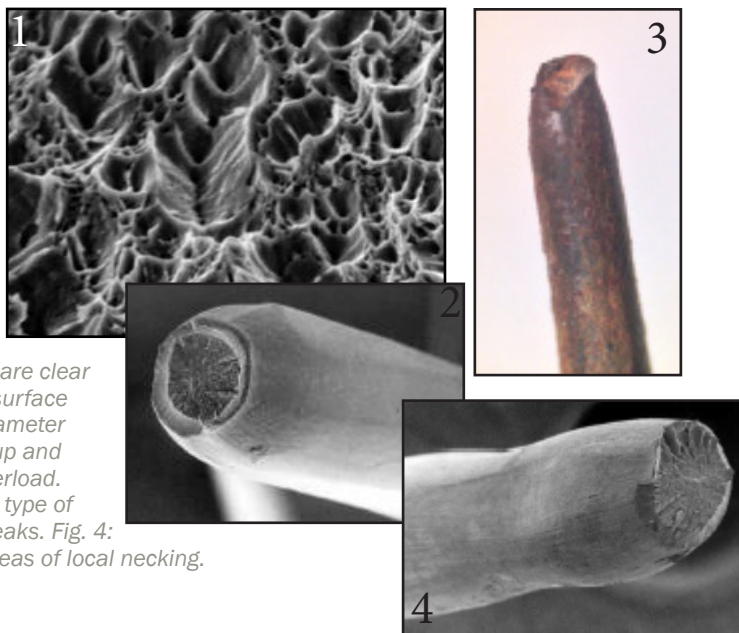 1
3
2
are clear
surface
ameter
up and
erload.
type of
eaks. Fig. 4:
eas of local necking.
4